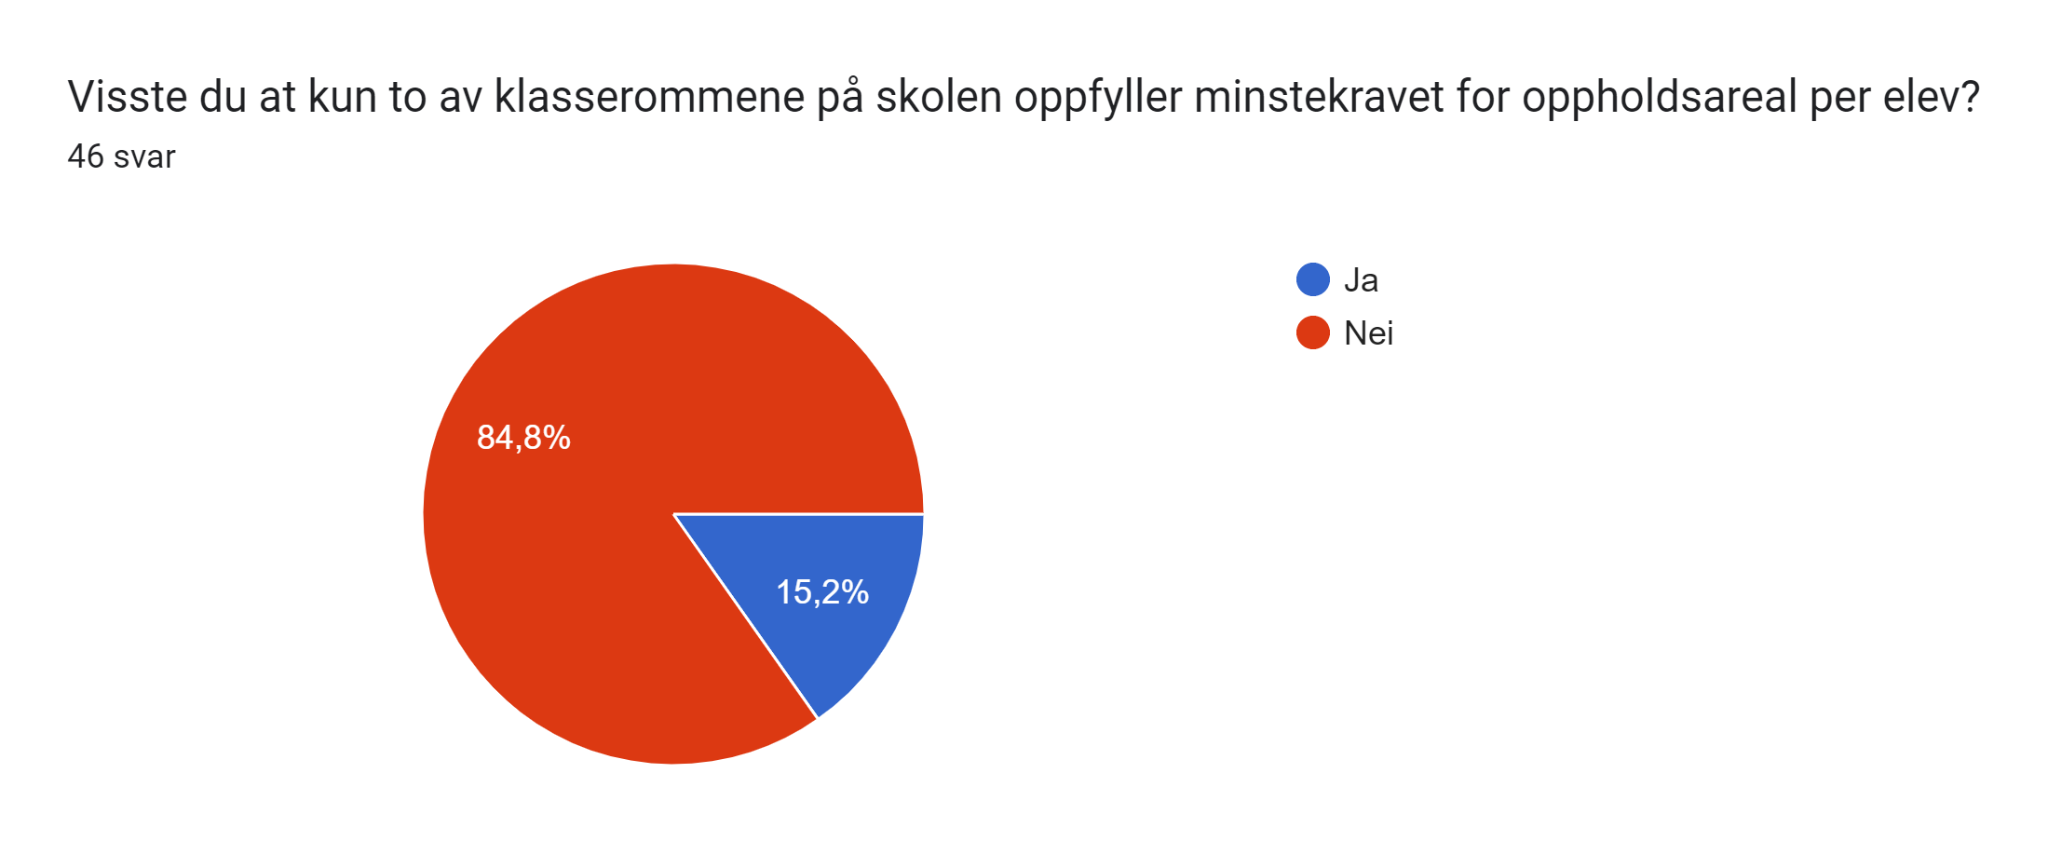 Visste du at kun to av klasserommene på skolen oppfyller minstekravet for oppholdsareal per elev?
46 svar
Ja
Nei
84,8%
15,2%